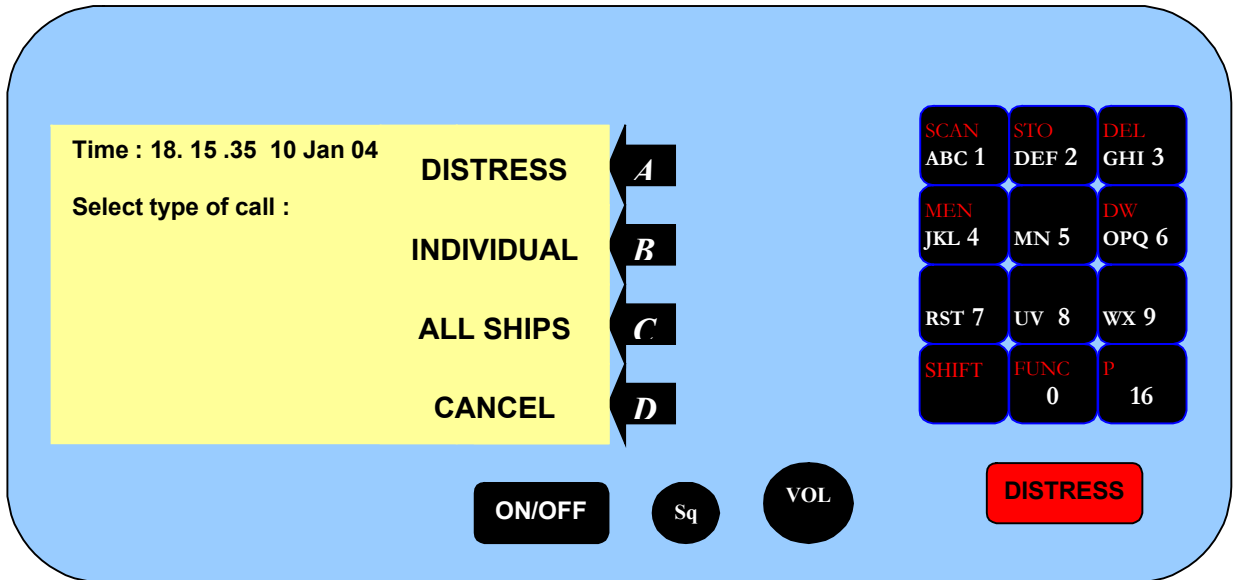 Time : 18. 15 .35 10 Jan 04
Select type of call :
DISTRESS A
INDIVIDUAL B
ALL SHIPS C
CANCEL D
SCAN STO DEL
ABC 1 DEF 2 GHI 3
MEN DW
JKL 4 MN 5 OPQ 6
RST 7 UV 8 WX 9
SHIFT FUNC P
0 16
ON/OFF Sq VOL DISTRESS